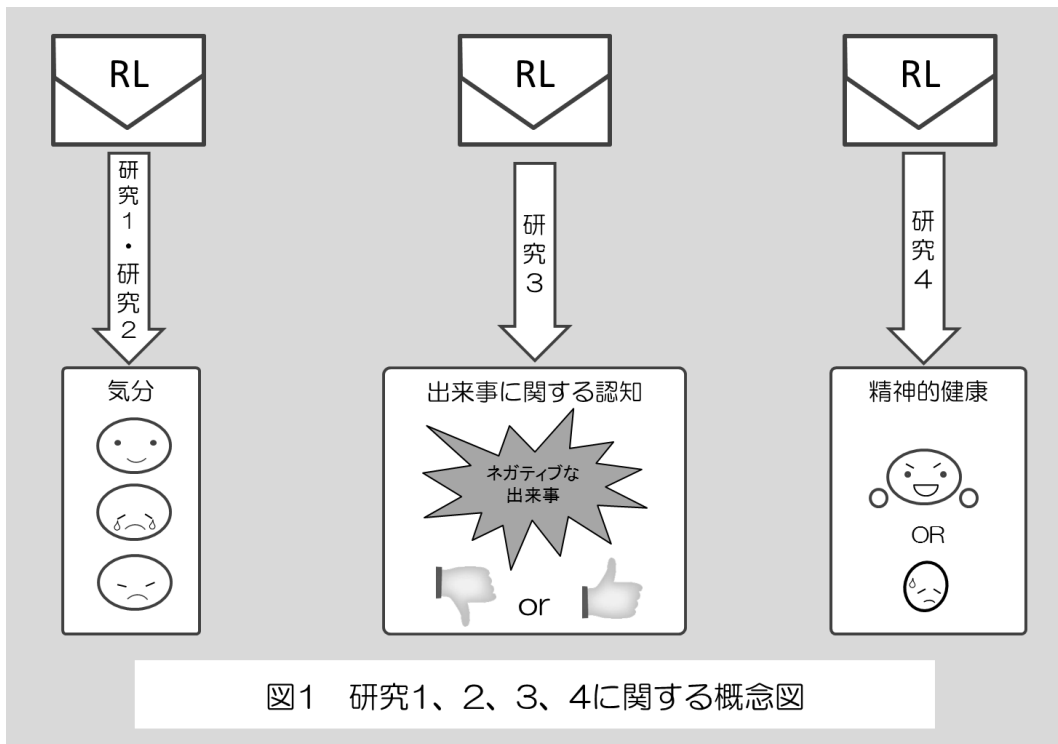 RL
RL
RL
研究1・研究2
研究3
研究4
気分
出来事に関する認知
ネガティブな
出来事
or
精神的健康
OR
図1　研究1、2、3、4に関する概念図